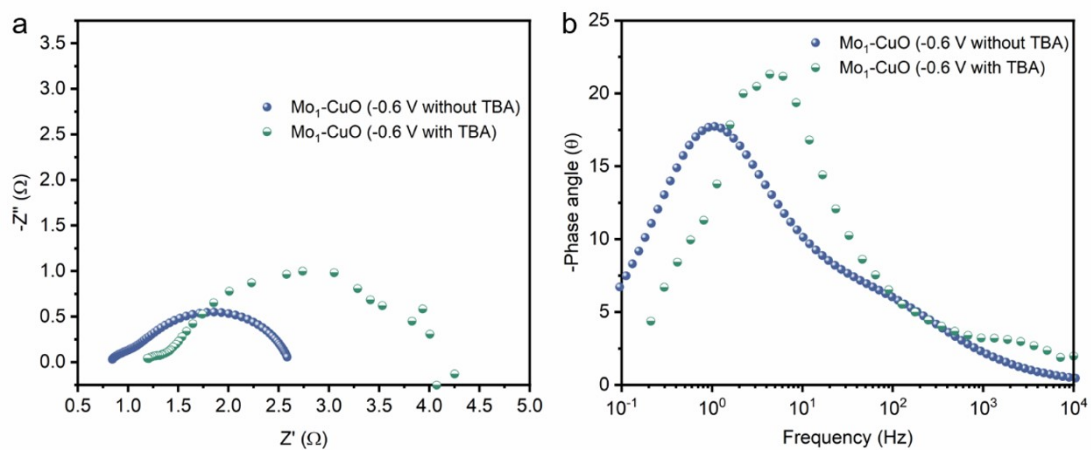 a
3.5
3.0
2.5
2.0
1.5
1.0
0.5
0.0
-Z″ (Ω)
Mo₁-CuO (-0.6 V without TBA)
Mo₁-CuO (-0.6 V with TBA)
0.5 1.0 1.5 2.0 2.5 3.0 3.5 4.0 4.5 5.0
Z′ (Ω)
b
25
20
15
10
5
0
-Phase angle (θ)
Mo₁-CuO (-0.6 V without TBA)
Mo₁-CuO (-0.6 V with TBA)
10⁻¹ 10⁰ 10¹ 10² 10³ 10⁴
Frequency (Hz)